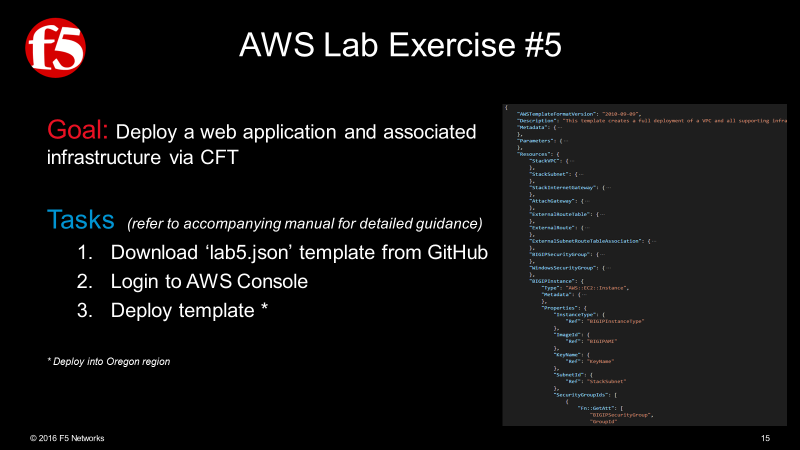 f5
AWS Lab Exercise #5
Goal: Deploy a web application and associated
infrastructure via CFT
Tasks (refer to accompanying manual for detailed guidance)
1. Download ‘lab5.json’ template from GitHub
2. Login to AWS Console
3. Deploy template *
* Deploy into Oregon region
{
"AWSTemplateFormatVersion": "2010-09-09",
"Description": "This template creates a full deployment of a VPC and all supporting infra
"Metadata": {
},
"Parameters": {
},
"Resources": {
"StackVPC": {
},
"StackSubnet": {
},
"StackInternetGateway": {
},
"AttachGateway": {
},
"ExternalRouteTable": {
},
"ExternalRoute": {
},
"ExternalSubnetRouteTableAssociation": {
},
"BIGIPSecurityGroup": {
},
"WindowsSecurityGroup": {
},
"BIGIPInstance": {
"Type": "AWS::EC2::Instance",
"Metadata": {
},
"Properties": {
"InstanceType": {
"Ref": "BIGIPInstanceType"
},
"ImageId": {
"Ref": "BIGIPAMI"
},
"KeyName": {
"Ref": "KeyName"
},
"SubnetId": {
"Ref": "StackSubnet"
},
"SecurityGroupIds": [
{
"Fn::GetAtt": [
"BIGIPSecurityGroup",
"GroupId"
© 2016 F5 Networks
15